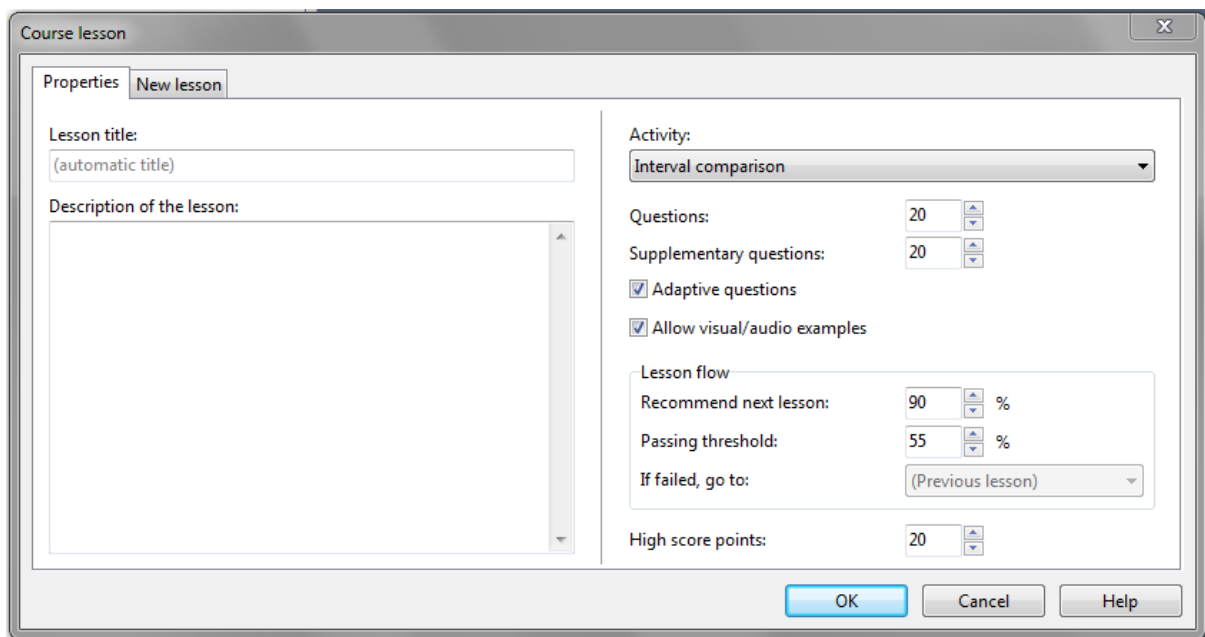 Course lesson
Properties
New lesson
Lesson title:
(automatic title)
Description of the lesson:
Activity:
Interval comparison
Questions: 20
Supplementary questions: 20
Adaptive questions
Allow visual/audio examples
Lesson flow
Recommend next lesson: 90 %
Passing threshold: 55 %
If failed, go to: (Previous lesson)
High score points: 20
OK Cancel Help